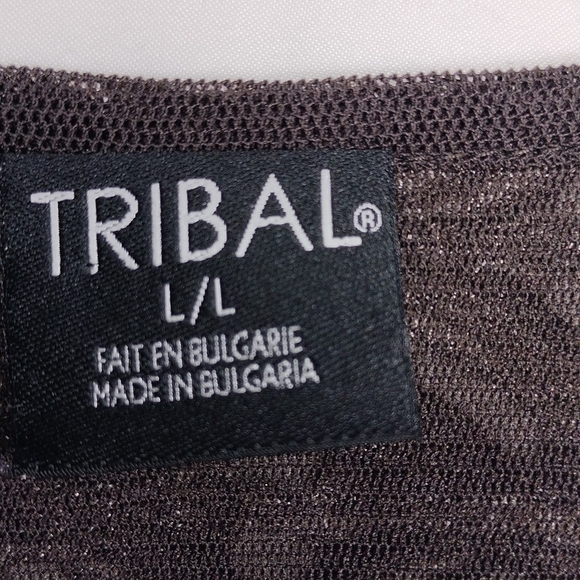 TRIBAL®
L/L
FAIT EN BULGARIE
MADE IN BULGARIA